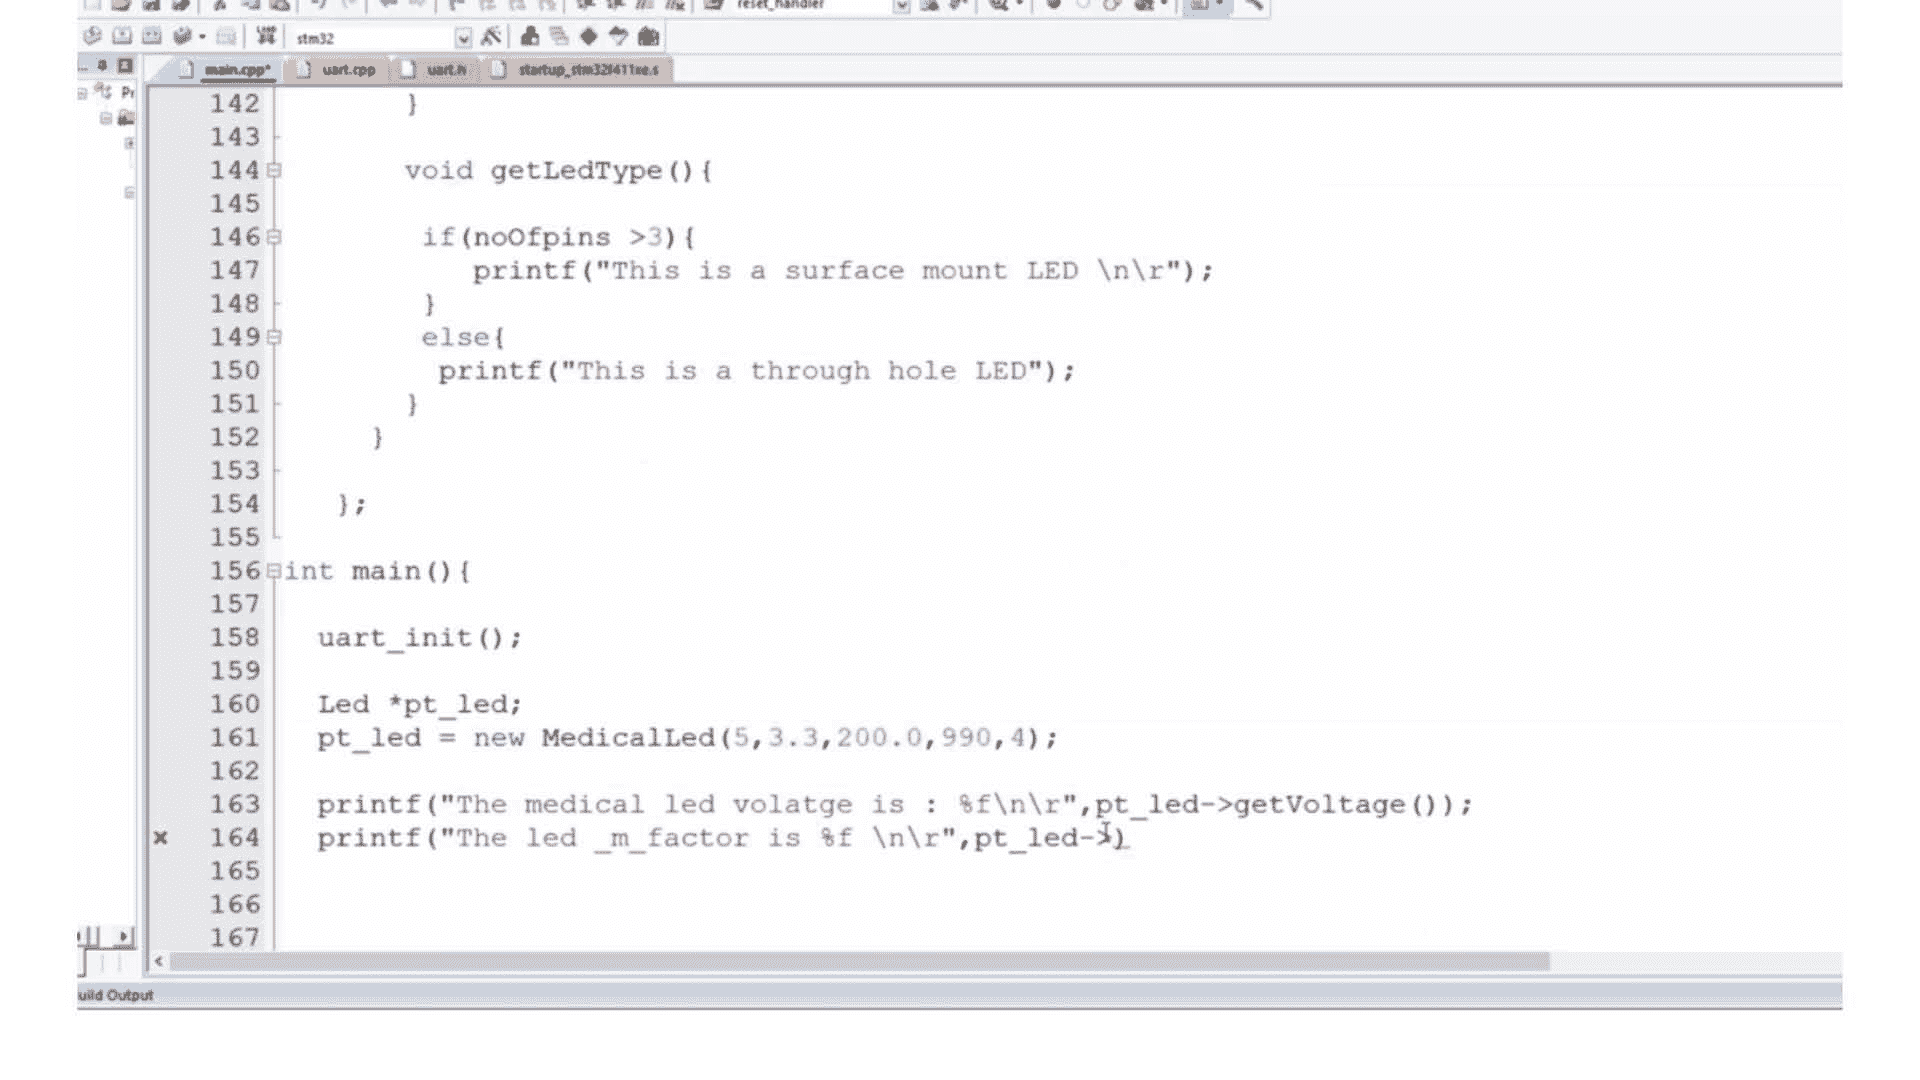 reset_handler
stm32
main.cpp* uart.cpp uart.h startup_stm32f411xe.s
Pr
142 }
143
144 void getLedType(){
145
146 if(noOfpins >3){
147 printf("This is a surface mount LED \n\r");
148 }
149 else{
150 printf("This is a through hole LED");
151 }
152 }
153
154 };
155
156 int main(){
157
158 uart_init();
159
160 Led *pt_led;
161 pt_led = new MedicalLed(5,3.3,200.0,990,4);
162
163 printf("The medical led volatge is : %f\n\r",pt_led->getVoltage());
164 printf("The led _m_factor is %f \n\r",pt_led->)
165
166
167
uild Output